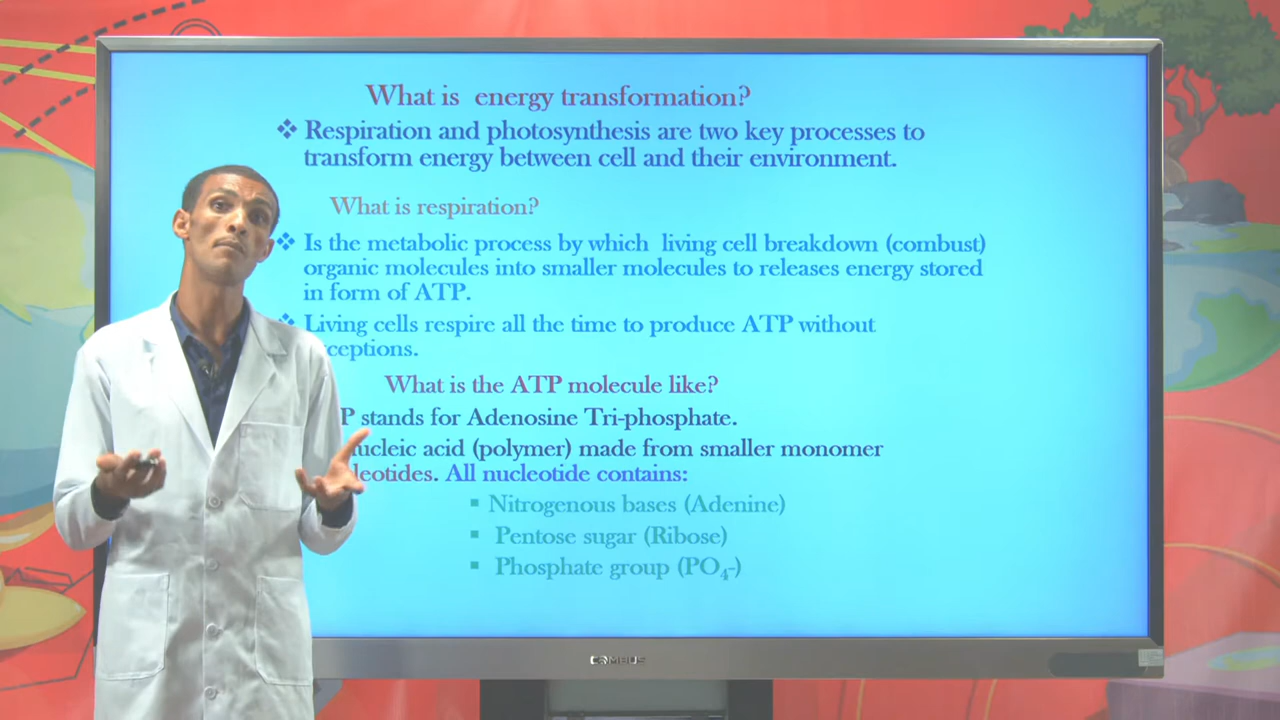 What is energy transformation?
❖ Respiration and photosynthesis are two key processes to
transform energy between cell and their environment.
What is respiration?
❖ Is the metabolic process by which living cell breakdown (combust)
organic molecules into smaller molecules to releases energy stored
in form of ATP.
❖ Living cells respire all the time to produce ATP without
ceptions.
What is the ATP molecule like?
P stands for Adenosine Tri-phosphate.
ucleic acid (polymer) made from smaller monomer
leotides. All nucleotide contains:
▪ Nitrogenous bases (Adenine)
▪ Pentose sugar (Ribose)
▪ Phosphate group (PO₄-)